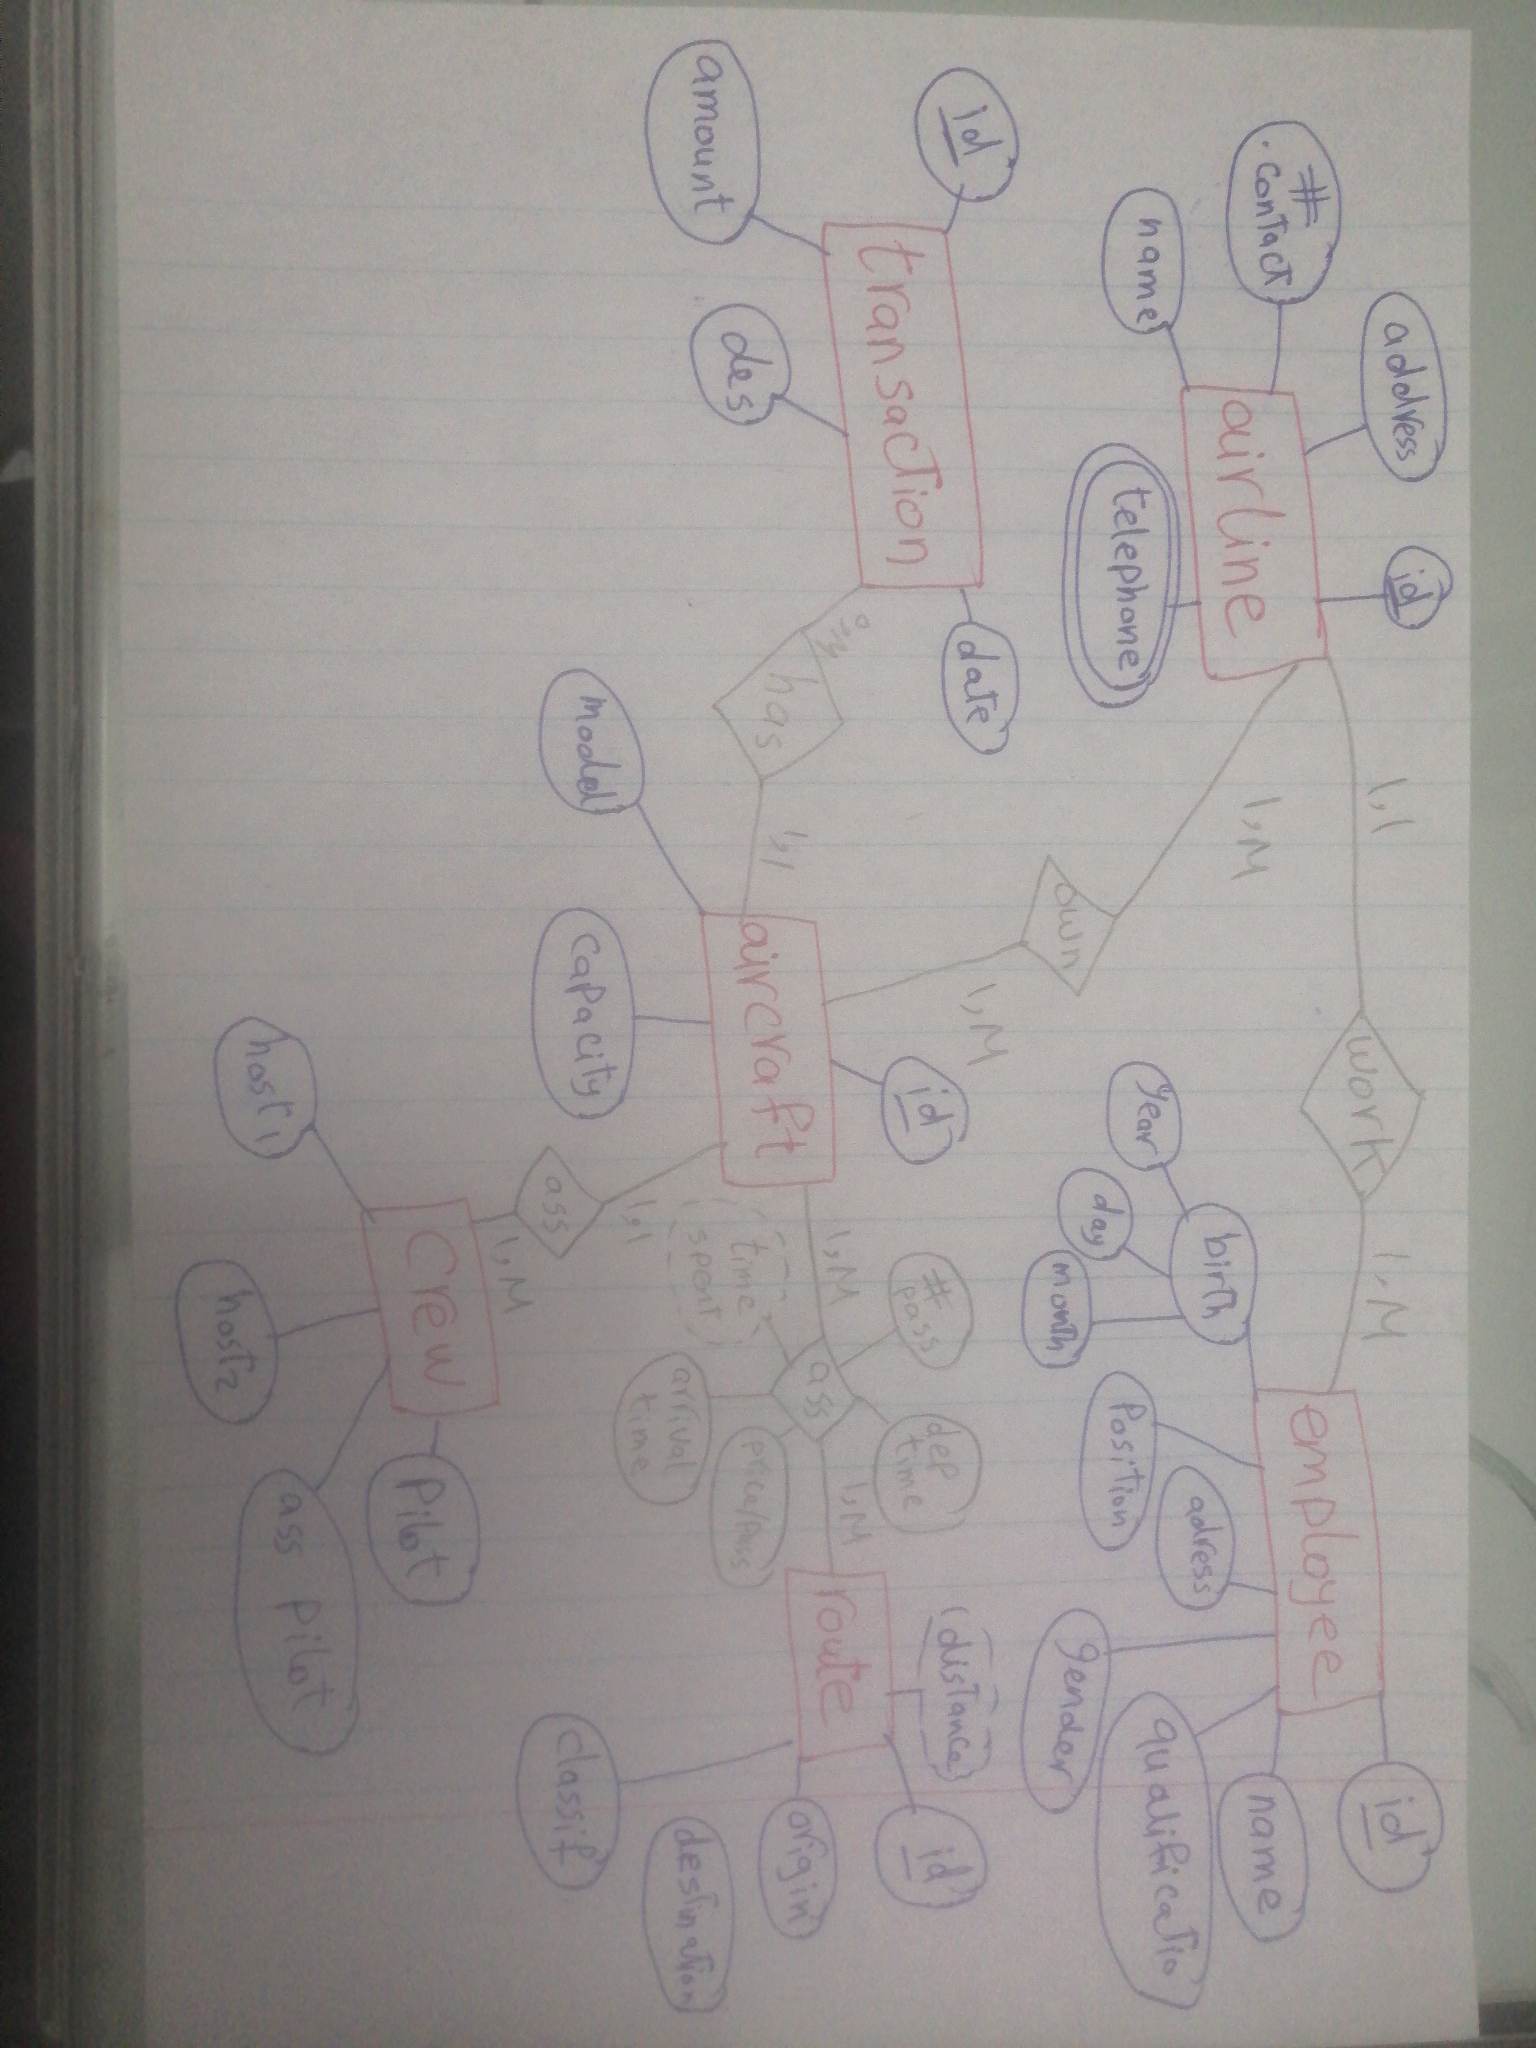 address
id
#
contact
airline
name
telephone
1,1
work
1,M
employee
id
name
qualificatio
gender
adress
Position
birth
year
day
month
1,M
own
1,M
id
transaction
date
amount
des
0,M
has
1,1
id
aircraft
model
capacity
1,M
ass
1,M
#
pass
dep
time
time
spent
arrival
time
price/pass
route
distance
id
origin
destination
classif
1,1
ass
1,M
Crew
Pilot
ass Pilot
host1
host2